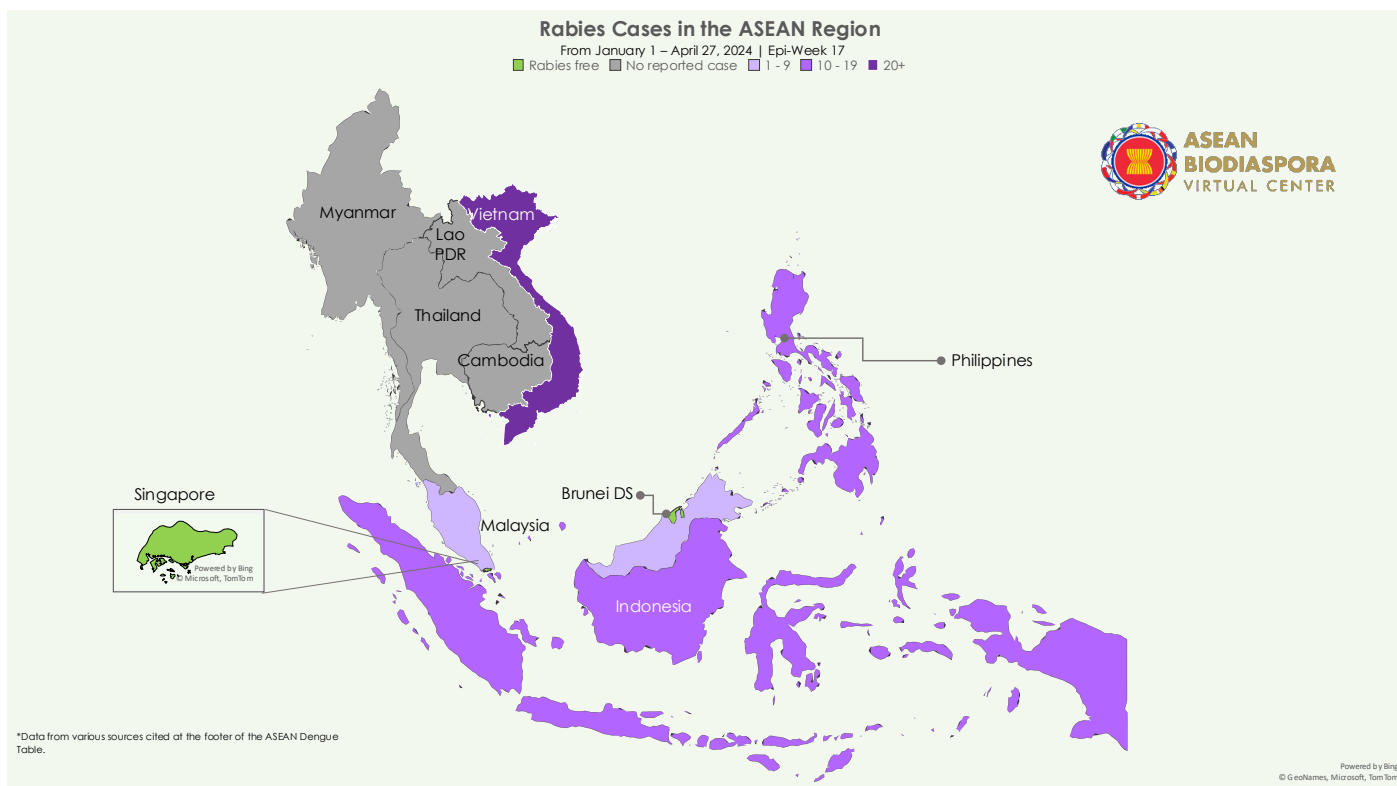 Rabies Cases in the ASEAN Region
From January 1 – April 27, 2024 | Epi-Week 17
Rabies free No reported case 1 - 9 10 - 19 20+
ASEAN
BIODIASPORA
VIRTUAL CENTER
Myanmar
Vietnam
Lao
PDR
Thailand
Cambodia
Philippines
Singapore
Brunei DS
Malaysia
Powered by Bing
© Microsoft, TomTom
Indonesia
*Data from various sources cited at the footer of the ASEAN Dengue
Table.
Powered by Bing
© GeoNames, Microsoft, TomTom